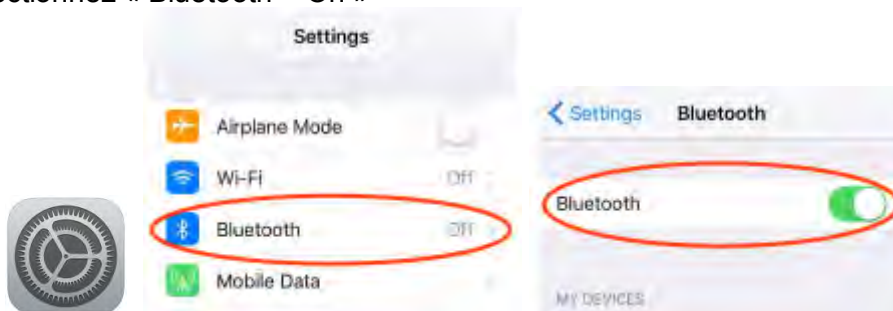 Settings
Airplane Mode
Wi-Fi Off
Bluetooth Off
Mobile Data
Settings Bluetooth
Bluetooth
MY DEVICES